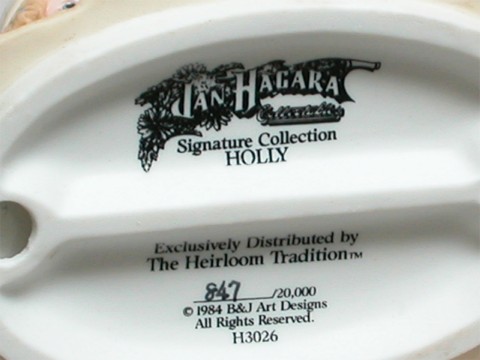 JAN HAGARA
Collectables
Signature Collection
HOLLY
Exclusively Distributed by
The Heirloom Tradition™
847/20,000
© 1984 B&J Art Designs
All Rights Reserved.
H3026